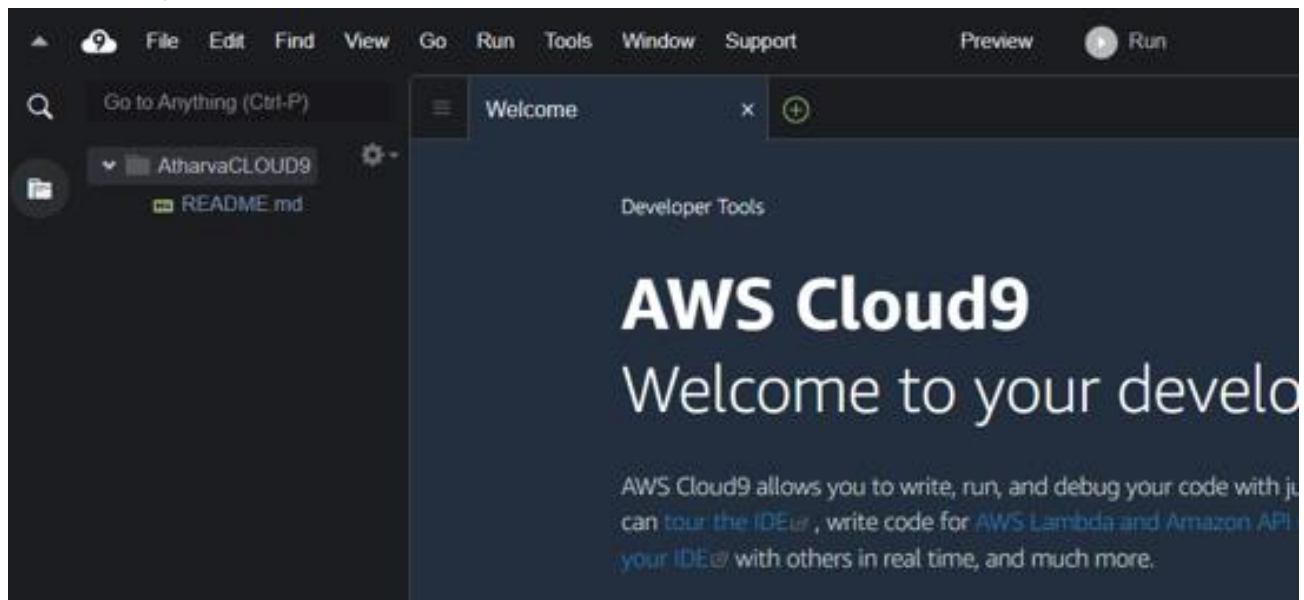 File Edit Find View Go Run Tools Window Support Preview Run
Go to Anything (Ctrl-P)
Welcome
AtharvaCLOUD9
README.md
Developer Tools
AWS Cloud9
Welcome to your develo
AWS Cloud9 allows you to write, run, and debug your code with ju
can tour the IDE, write code for AWS Lambda and Amazon API
your IDE with others in real time, and much more.